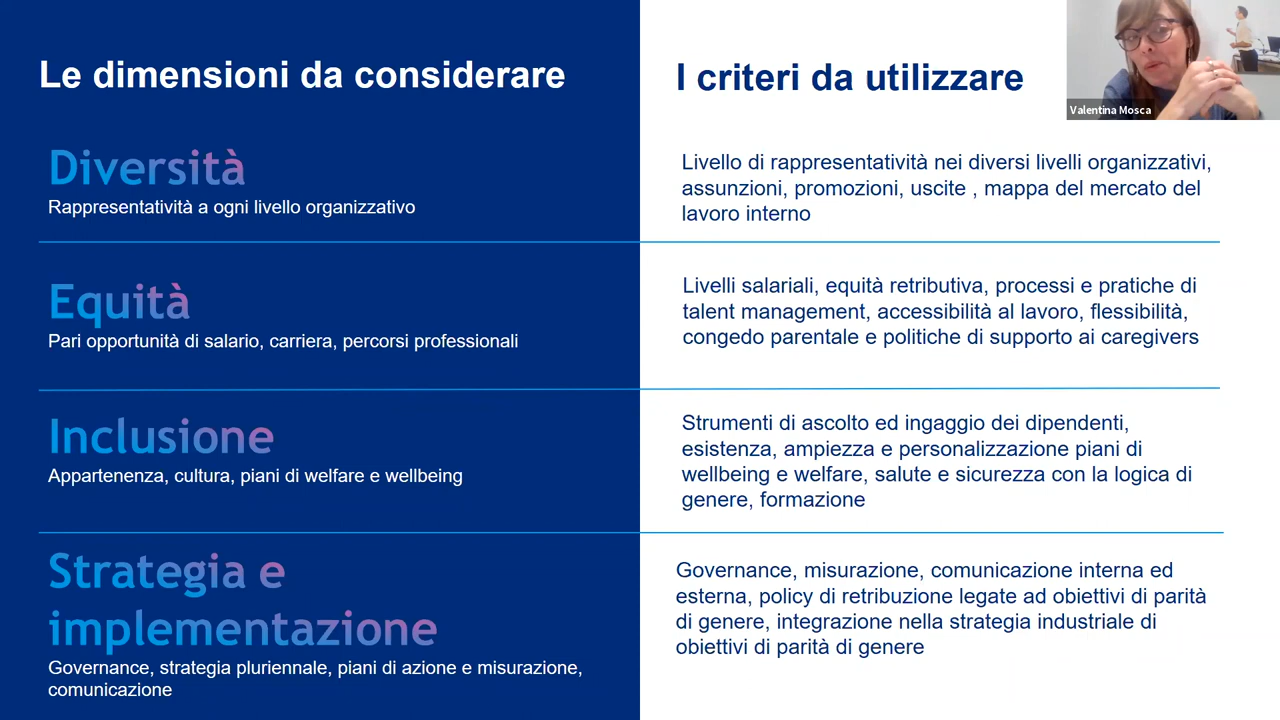 Le dimensioni da considerare
I criteri da utilizzare
Valentina Mosca
Diversità
Rappresentatività a ogni livello organizzativo
Livello di rappresentatività nei diversi livelli organizzativi,
assunzioni, promozioni, uscite , mappa del mercato del
lavoro interno
Equità
Pari opportunità di salario, carriera, percorsi professionali
Livelli salariali, equità retributiva, processi e pratiche di
talent management, accessibilità al lavoro, flessibilità,
congedo parentale e politiche di supporto ai caregivers
Inclusione
Appartenenza, cultura, piani di welfare e wellbeing
Strumenti di ascolto ed ingaggio dei dipendenti,
esistenza, ampiezza e personalizzazione piani di
wellbeing e welfare, salute e sicurezza con la logica di
genere, formazione
Strategia e
implementazione
Governance, strategia pluriennale, piani di azione e misurazione,
comunicazione
Governance, misurazione, comunicazione interna ed
esterna, policy di retribuzione legate ad obiettivi di parità
di genere, integrazione nella strategia industriale di
obiettivi di parità di genere